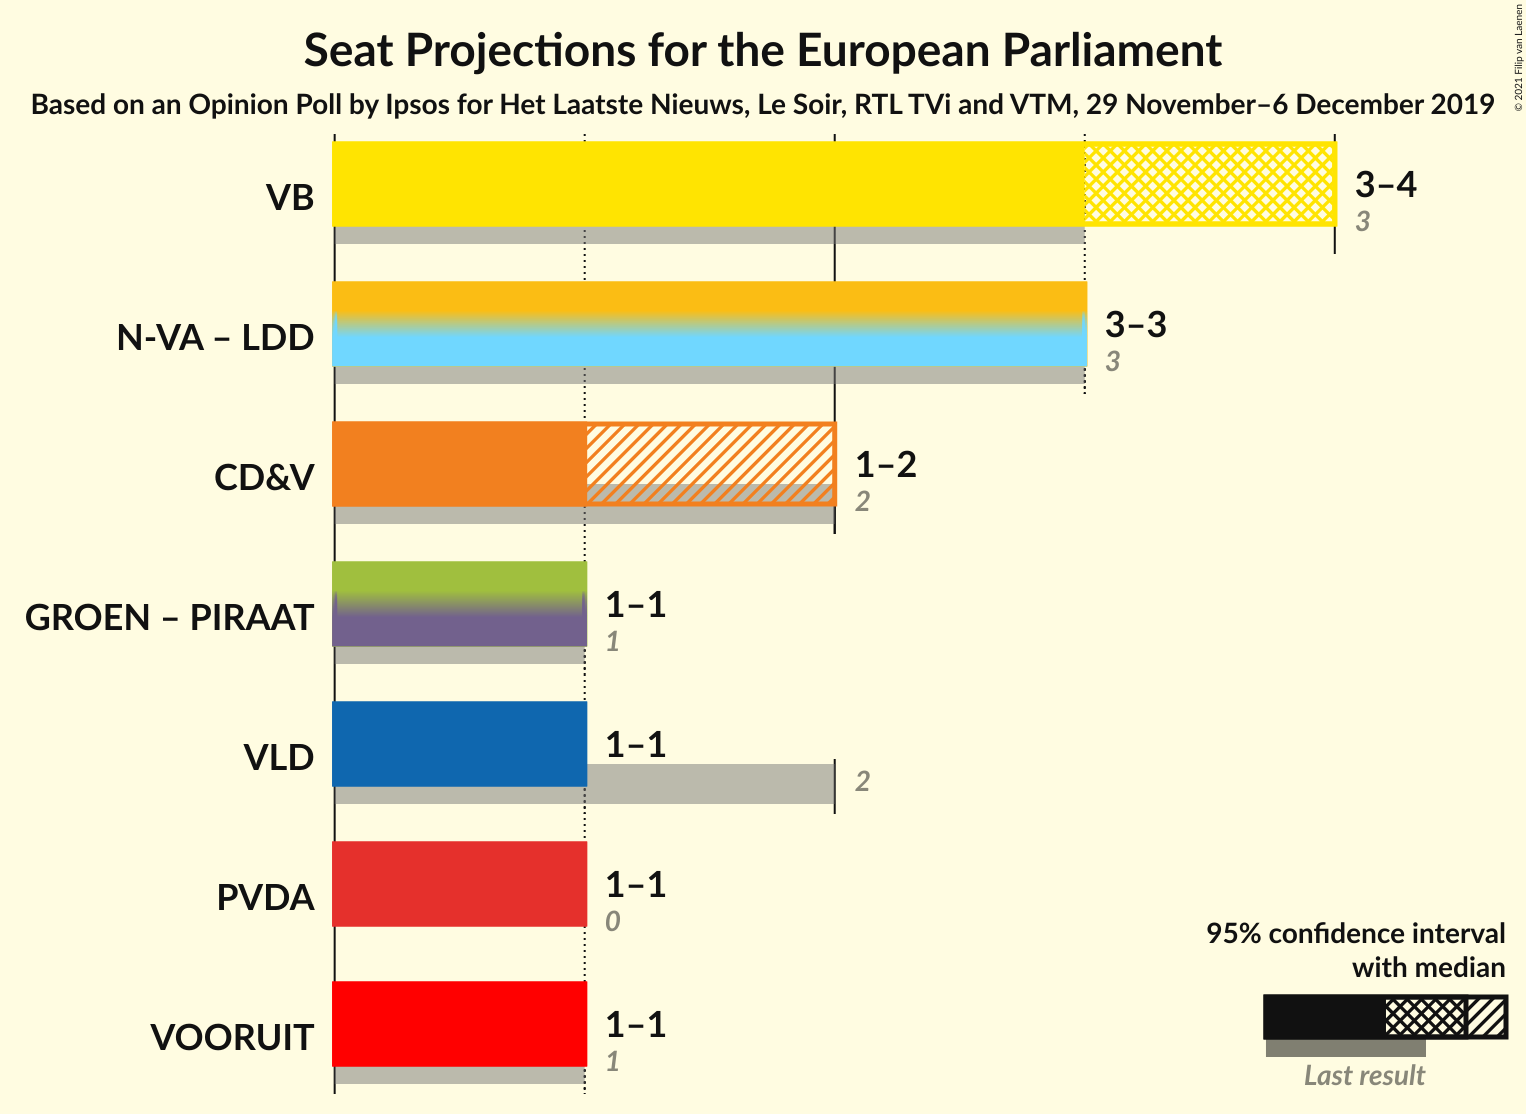 Seat Projections for the European Parliament
Based on an Opinion Poll by Ipsos for Het Laatste Nieuws, Le Soir, RTL TVi and VTM, 29 November–6 December 2019
© 2021 Filip van Laenen
VB
3–4
3
N-VA – LDD
3–3
3
CD&V
1–2
2
GROEN – PIRAAT
1–1
1
VLD
1–1
2
PVDA
1–1
0
VOORUIT
1–1
1
95% confidence interval
with median
Last result